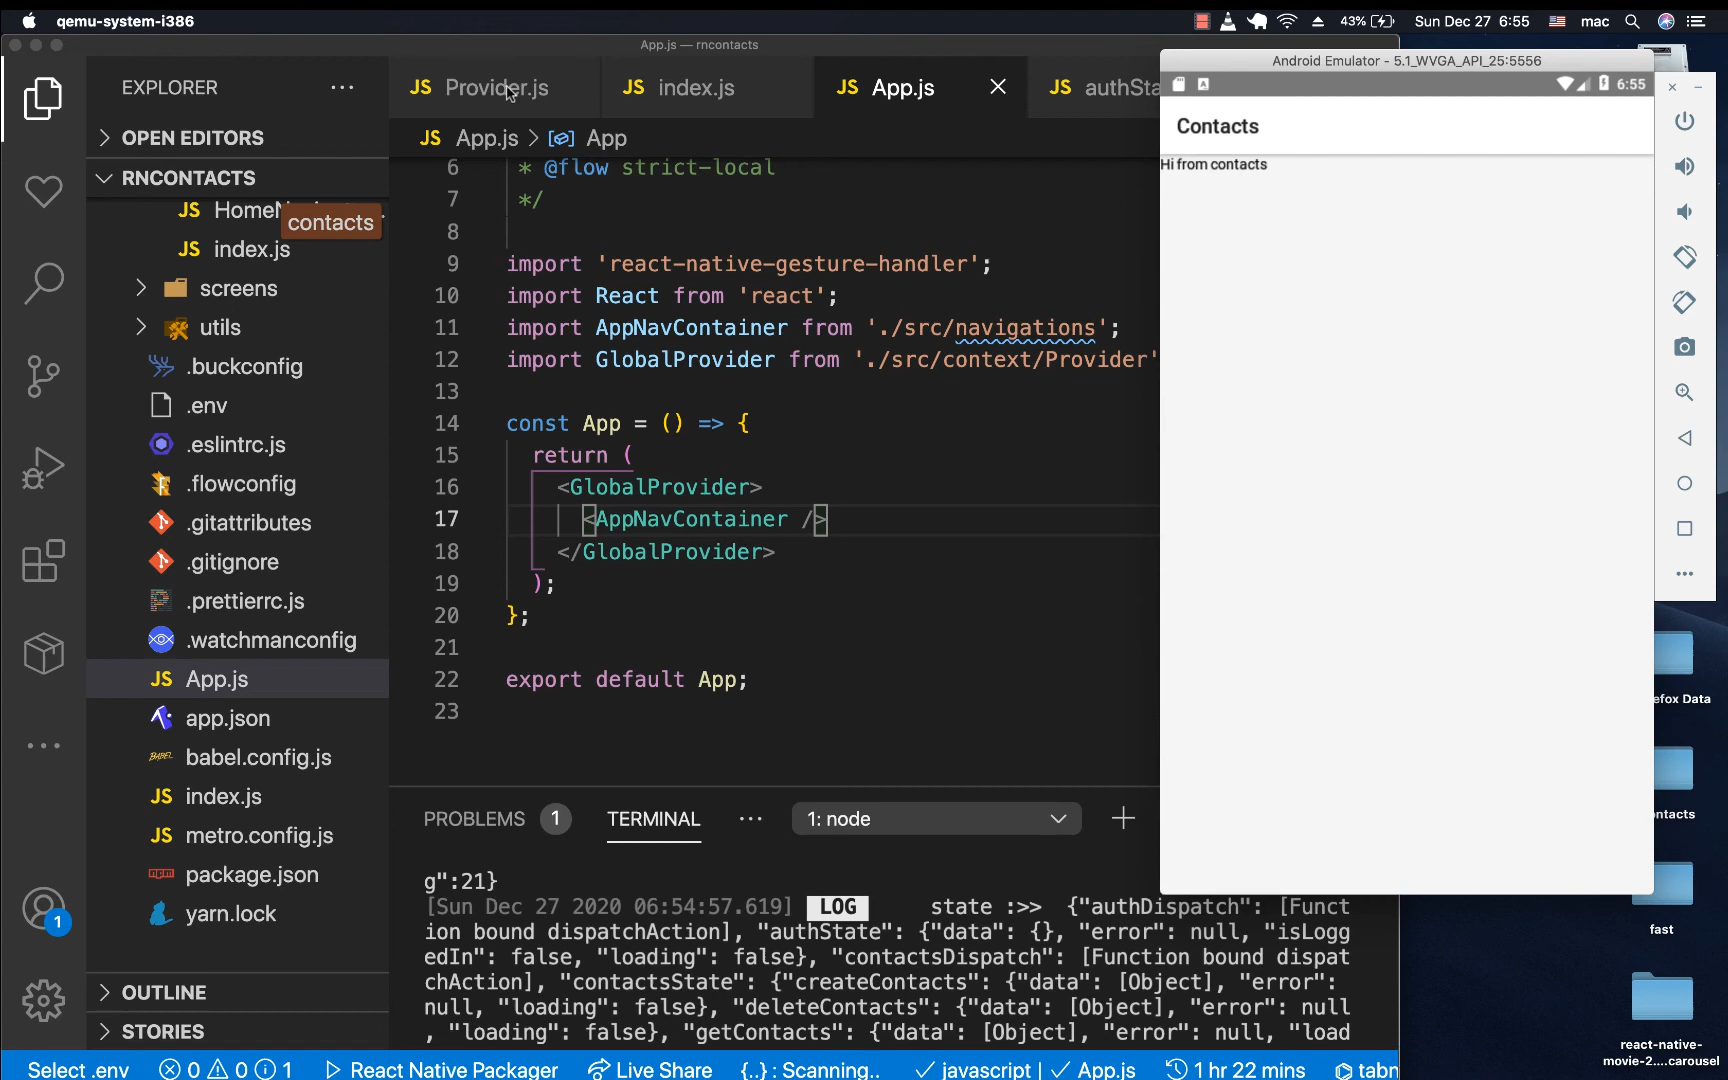 qemu-system-i386
43%
Sun Dec 27 6:55
mac
App.js — rncontacts
EXPLORER
OPEN EDITORS
RNCONTACTS
contacts
JS index.js
screens
utils
.buckconfig
.env
.eslintrc.js
.flowconfig
.gitattributes
.gitignore
.prettierrc.js
.watchmanconfig
JS App.js
app.json
BABEL babel.config.js
JS index.js
JS metro.config.js
npm package.json
yarn.lock
OUTLINE
STORIES
1
JS Provider.js
JS index.js
JS App.js
JS authSta
JS App.js > App
6 * @flow strict-local
7 */
8
9 import 'react-native-gesture-handler';
10 import React from 'react';
11 import AppNavContainer from './src/navigations';
12 import GlobalProvider from './src/context/Provider'
13
14 const App = () => {
15 return (
16 <GlobalProvider>
17 <AppNavContainer />
18 </GlobalProvider>
19 );
20 };
21
22 export default App;
23
PROBLEMS 1 TERMINAL ... 1: node
g":21}
[Sun Dec 27 2020 06:54:57.619] LOG state :>> {"authDispatch": [Funct
ion bound dispatchAction], "authState": {"data": {}, "error": null, "isLogg
edIn": false, "loading": false}, "contactsDispatch": [Function bound dispat
chAction], "contactsState": {"createContacts": {"data": [Object], "error":
null, "loading": false}, "deleteContacts": {"data": [Object], "error": null
, "loading": false}, "getContacts": {"data": [Object], "error": null, "load
Select .env 0 0 1 React Native Packager Live Share {..} : Scanning.. javascript | App.js 1 hr 22 mins tabn
Android Emulator - 5.1_WVGA_API_25:5556
6:55
Contacts
Hi from contacts
efox Data
ntacts
fast
react-native-
movie-2....carousel